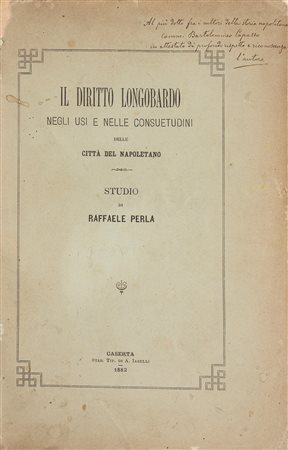 Al più dotto fra i cultori della storia napoletana
comm. Bartolommeo Capasso
in attestato di profondo rispetto e riconoscenza
l'autore
IL DIRITTO LONGOBARDO
NEGLI USI E NELLE CONSUETUDINI
DELLE
CITTÀ DEL NAPOLETANO
STUDIO
DI
RAFFAELE PERLA
CASERTA
STAB. TIP. DI A. IASELLI
1882